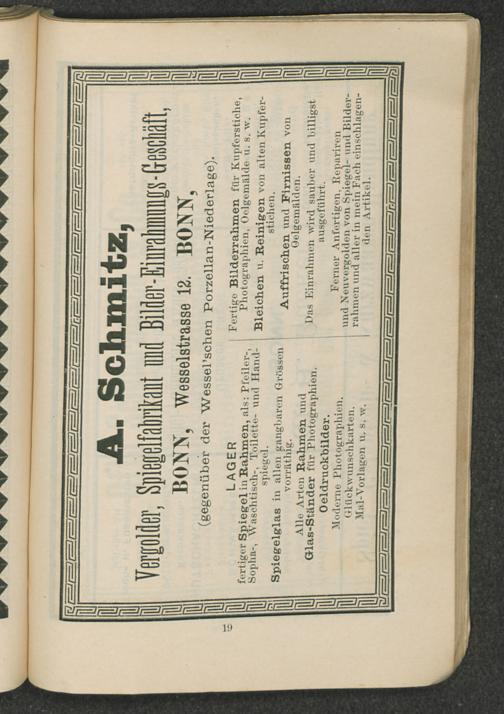 A. Schmitz,
Vergolder, Spiegelfabrikant und Bilder-Einrahmungs-Geschäft,
BONN, Wesselstrasse 12. BONN,
(gegenüber der Wessel'schen Porzellan-Niederlage).
LAGER
fertiger Spiegel in Rahmen, als: Pfeiler-,
Sopha-, Waschtisch-, Toilette- und Hand-
spiegel.
Spiegelglas in allen gangbaren Grössen
vorräthig.
Alle Arten Rahmen und
Glas-Ständer für Photographien.
Oeldruckbilder.
Moderne Photographien.
Glückwunschkarten.
Mal-Vorlagen u. s. w.
Fertige Bilderrahmen für Kupferstiche,
Photographien, Oelgemälde u. s. w.
Bleichen u. Reinigen von alten Kupfer-
stichen.
Auffrischen und Firnissen von
Oelgemälden.
Das Einrahmen wird sauber und billigst
ausgeführt.
Ferner Anfertigen, Repariren
und Neuvergolden von Spiegel- und Bilder-
rahmen und aller in mein Fach einschlagen-
den Artikel.
19